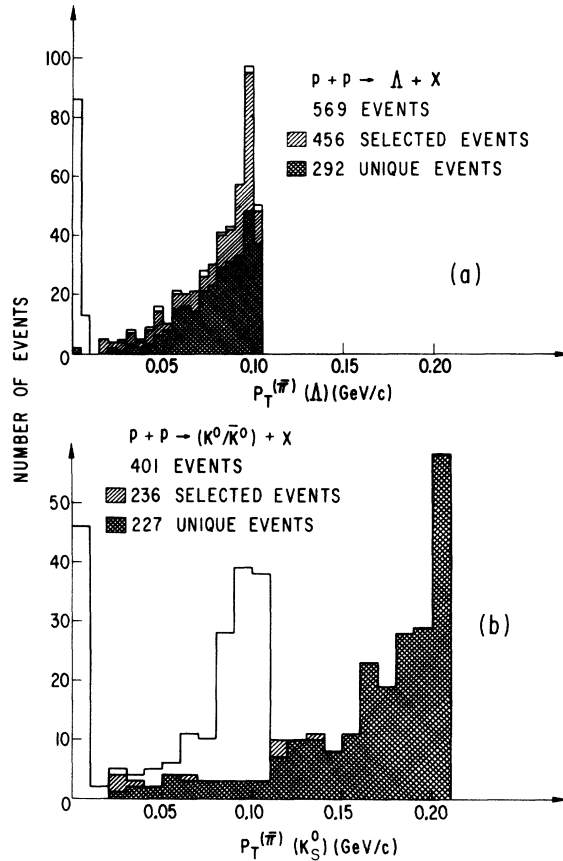 NUMBER OF EVENTS
100
80
60
40
20
0
p + p → Λ + X
569 EVENTS
456 SELECTED EVENTS
292 UNIQUE EVENTS
(a)
0.05 0.10 0.15 0.20
P_T^(π̄) (Λ) (GeV/c)
p + p → (K⁰/K̄⁰) + X
401 EVENTS
236 SELECTED EVENTS
227 UNIQUE EVENTS
50
40
30
20
10
0
(b)
0.05 0.10 0.15 0.20
P_T^(π̄) (K_S^0) (GeV/c)